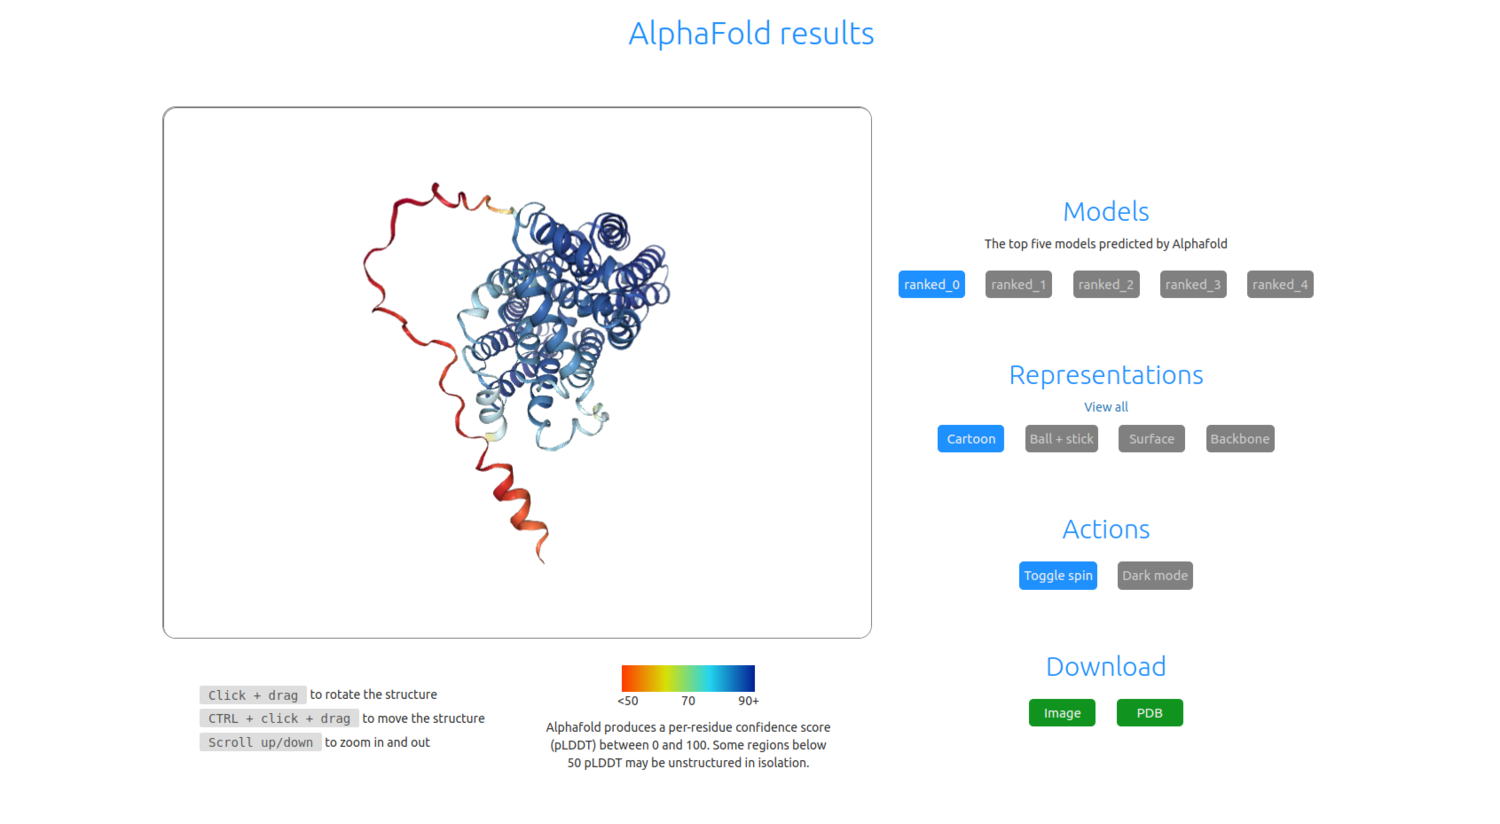 AlphaFold results
Models
The top five models predicted by Alphafold
ranked_0 ranked_1 ranked_2 ranked_3 ranked_4
Representations
View all
Cartoon Ball + stick Surface Backbone
Actions
Toggle spin Dark mode
Download
Image PDB
Click + drag to rotate the structure
CTRL + click + drag to move the structure
Scroll up/down to zoom in and out
<50 70 90+
Alphafold produces a per-residue confidence score
(pLDDT) between 0 and 100. Some regions below
50 pLDDT may be unstructured in isolation.